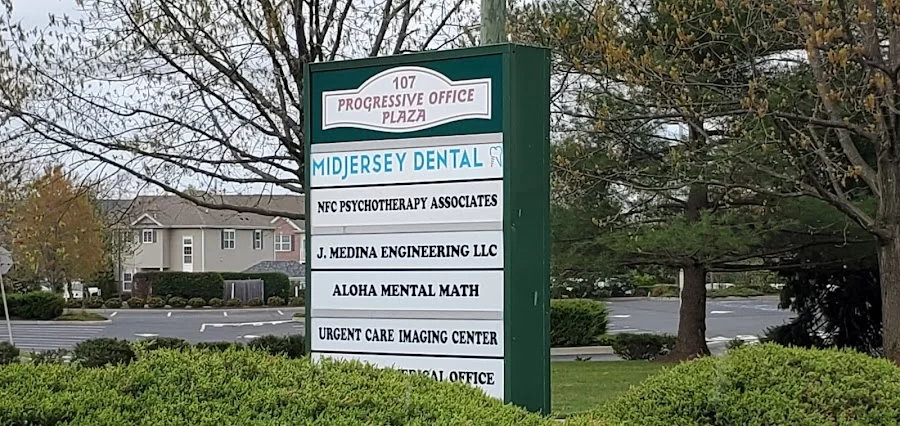 107
PROGRESSIVE OFFICE
PLAZA
MIDJERSEY DENTAL
NFC PSYCHOTHERAPY ASSOCIATES
J. MEDINA ENGINEERING LLC
ALOHA MENTAL MATH
URGENT CARE IMAGING CENTER
OFFICE